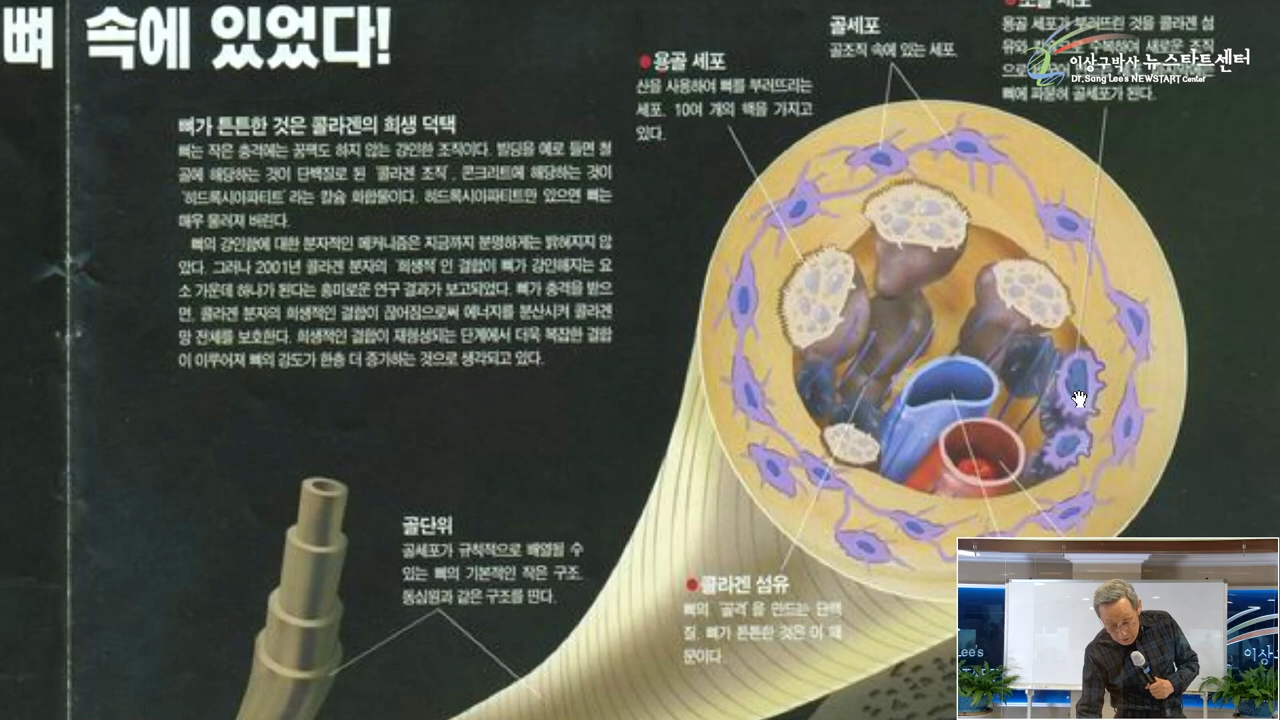 뼈 속에 있었다!
뼈가 튼튼한 것은 콜라겐의 희생 덕택
뼈는 작은 충격에는 꿈쩍도 하지 않는 강인한 조직이다. 빌딩을 예로 들면 철
골에 해당하는 것이 단백질로 된 '콜라겐 조직', 콘크리트에 해당하는 것이
'히드록시아파티트'라는 칼슘 화합물이다. 히드록시아파티트만 있으면 뼈는
매우 물러져 버린다.
뼈의 강인함에 대한 분자적인 메커니즘은 지금까지 분명하게는 밝혀지지 않
았다. 그러나 2001년 콜라겐 분자의 '희생적'인 결합이 뼈가 강인해지는 요
소 가운데 하나가 된다는 흥미로운 연구 결과가 보고되었다. 뼈가 충격을 받으
면, 콜라겐 분자의 희생적인 결합이 끊어짐으로써 에너지를 분산시켜 콜라겐
망 전체를 보호한다. 희생적인 결합이 재형성되는 단계에서 더욱 복잡한 결합
이 이루어져 뼈의 강도가 한층 더 증가하는 것으로 생각되고 있다.
용골 세포
산을 사용하여 뼈를 부러뜨리는
세포. 10여 개의 핵을 가지고
있다.
골세포
골조직 속에 있는 세포.
용골 세포가 부러뜨린 것을 콜라겐 섬
유와 수복하여 새로운 조직
으로
뼈에 파묻혀 골세포가 된다.
이상구박사 뉴스타트센터
Dr. Sang Lee's NEWSTART Center
골단위
골세포가 규칙적으로 배열될 수
있는 뼈의 기본적인 작은 구조.
동심원과 같은 구조를 띤다.
콜라겐 섬유
뼈의 '골격'을 만드는 단백
질. 뼈가 튼튼한 것은 이 때
문이다.
Lee's
이상구